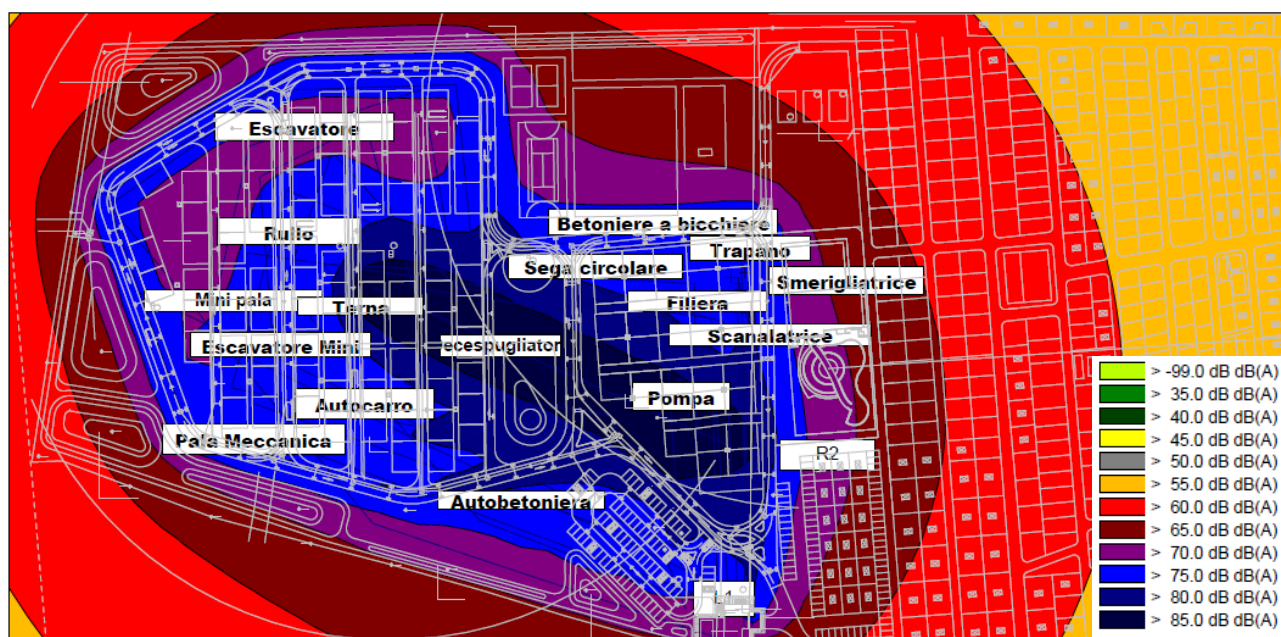 Escavatore
Rullo
Betoniere a bicchiere
Trapano
Sega circolare
Smerigliatrice
Mini pala
Terna
Filiera
Escavatore Mini
ecespugliator
Scanalatrice
Autocarro
Pompa
Pala Meccanica
R2
Autobetoniera
> -99.0 dB dB(A)
> 35.0 dB dB(A)
> 40.0 dB dB(A)
> 45.0 dB dB(A)
> 50.0 dB dB(A)
> 55.0 dB dB(A)
> 60.0 dB dB(A)
> 65.0 dB dB(A)
> 70.0 dB dB(A)
> 75.0 dB dB(A)
> 80.0 dB dB(A)
> 85.0 dB dB(A)